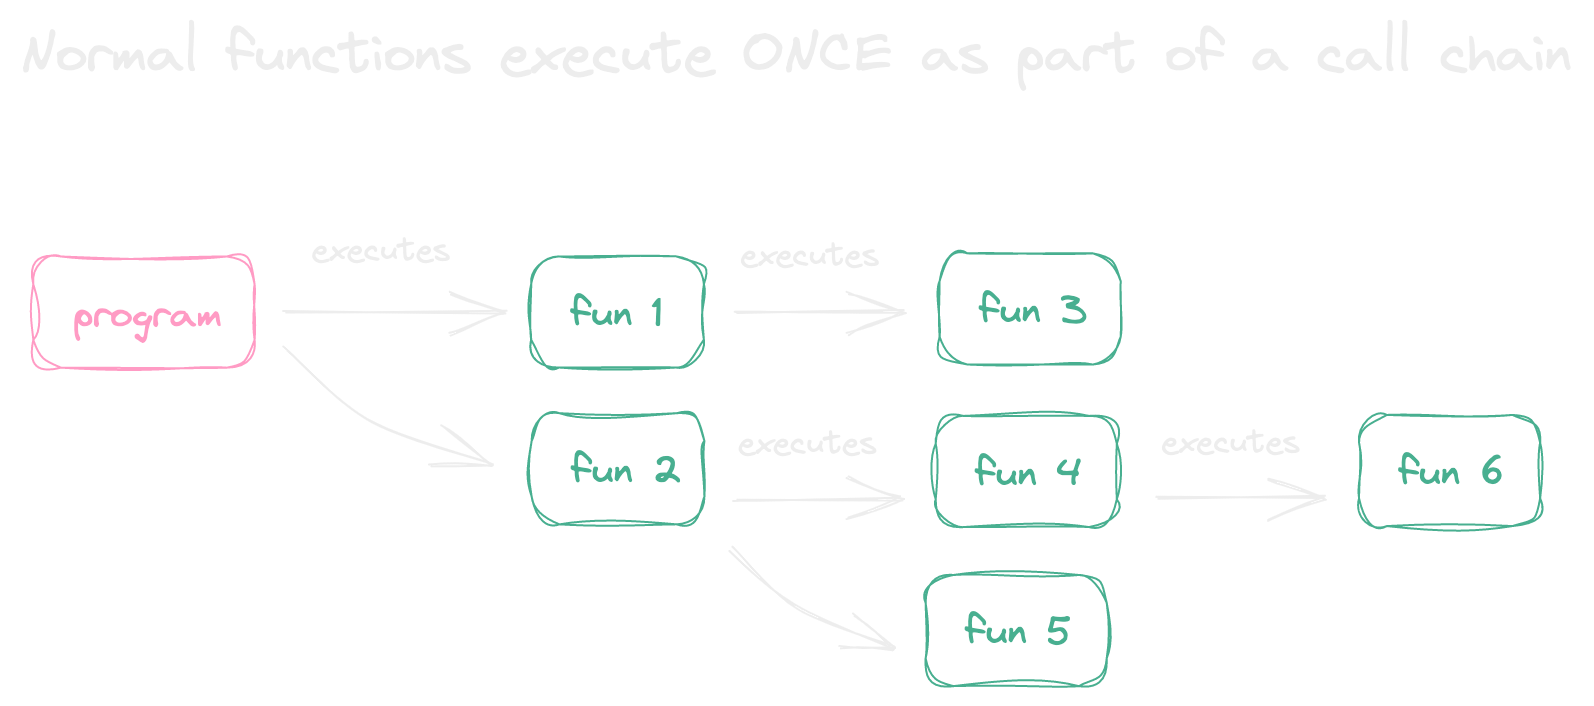 Normal functions execute ONCE as part of a call chain
executes
executes
program
fun 1
fun 3
executes
executes
fun 2
fun 4
fun 6
fun 5